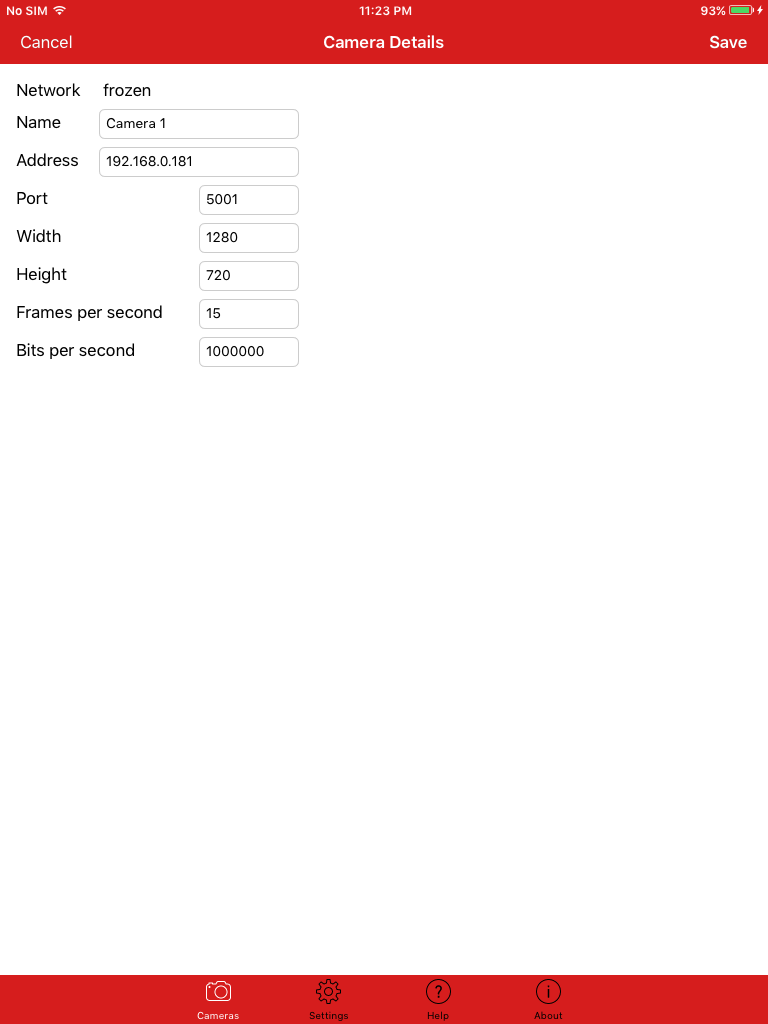 No SIM 11:23 PM 93%
Cancel Camera Details Save
Network frozen
Name Camera 1
Address 192.168.0.181
Port 5001
Width 1280
Height 720
Frames per second 15
Bits per second 1000000
Cameras Settings Help About